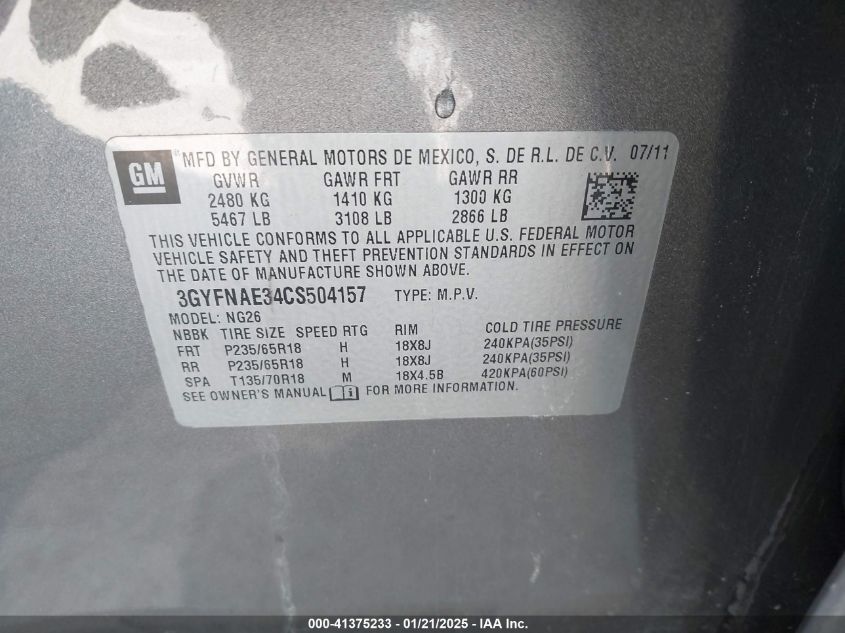 GM
MFD BY GENERAL MOTORS DE MEXICO, S. DE R.L. DE C.V. 07/11
GVWR GAWR FRT GAWR RR
2480 KG 1410 KG 1300 KG
5467 LB 3108 LB 2866 LB
THIS VEHICLE CONFORMS TO ALL APPLICABLE U.S. FEDERAL MOTOR
VEHICLE SAFETY AND THEFT PREVENTION STANDARDS IN EFFECT ON
THE DATE OF MANUFACTURE SHOWN ABOVE.
3GYFNAE34CS504157 TYPE: M.P.V.
MODEL: NG26
NBBK TIRE SIZE SPEED RTG RIM COLD TIRE PRESSURE
FRT P235/65R18 H 18X8J 240KPA(35PSI)
RR P235/65R18 H 18X8J 240KPA(35PSI)
SPA T135/70R18 M 18X4.5B 420KPA(60PSI)
SEE OWNER'S MANUAL FOR MORE INFORMATION.
000-41375233 - 01/21/2025 - COPYRIGHT IAA, Inc.